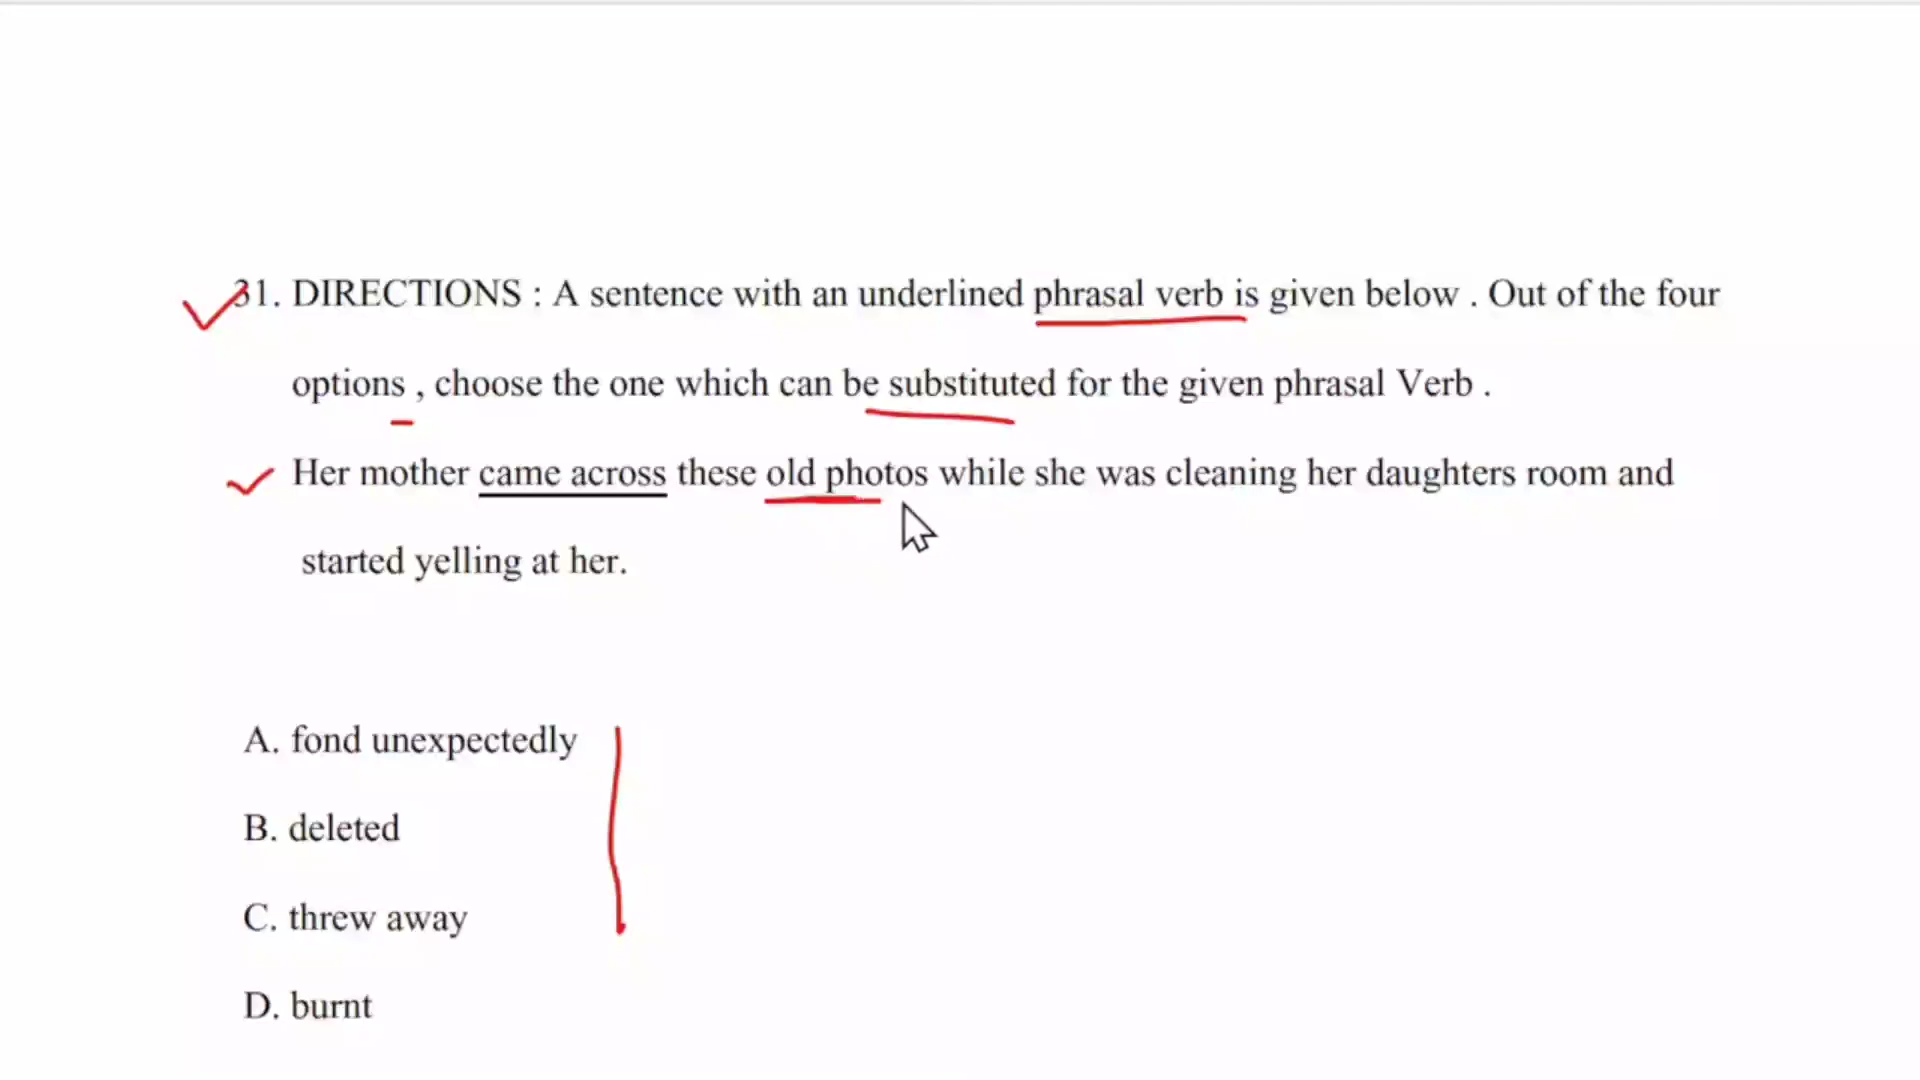 31. DIRECTIONS : A sentence with an underlined phrasal verb is given below . Out of the four
options , choose the one which can be substituted for the given phrasal Verb .
Her mother came across these old photos while she was cleaning her daughters room and
started yelling at her.
A. fond unexpectedly
B. deleted
C. threw away
D. burnt